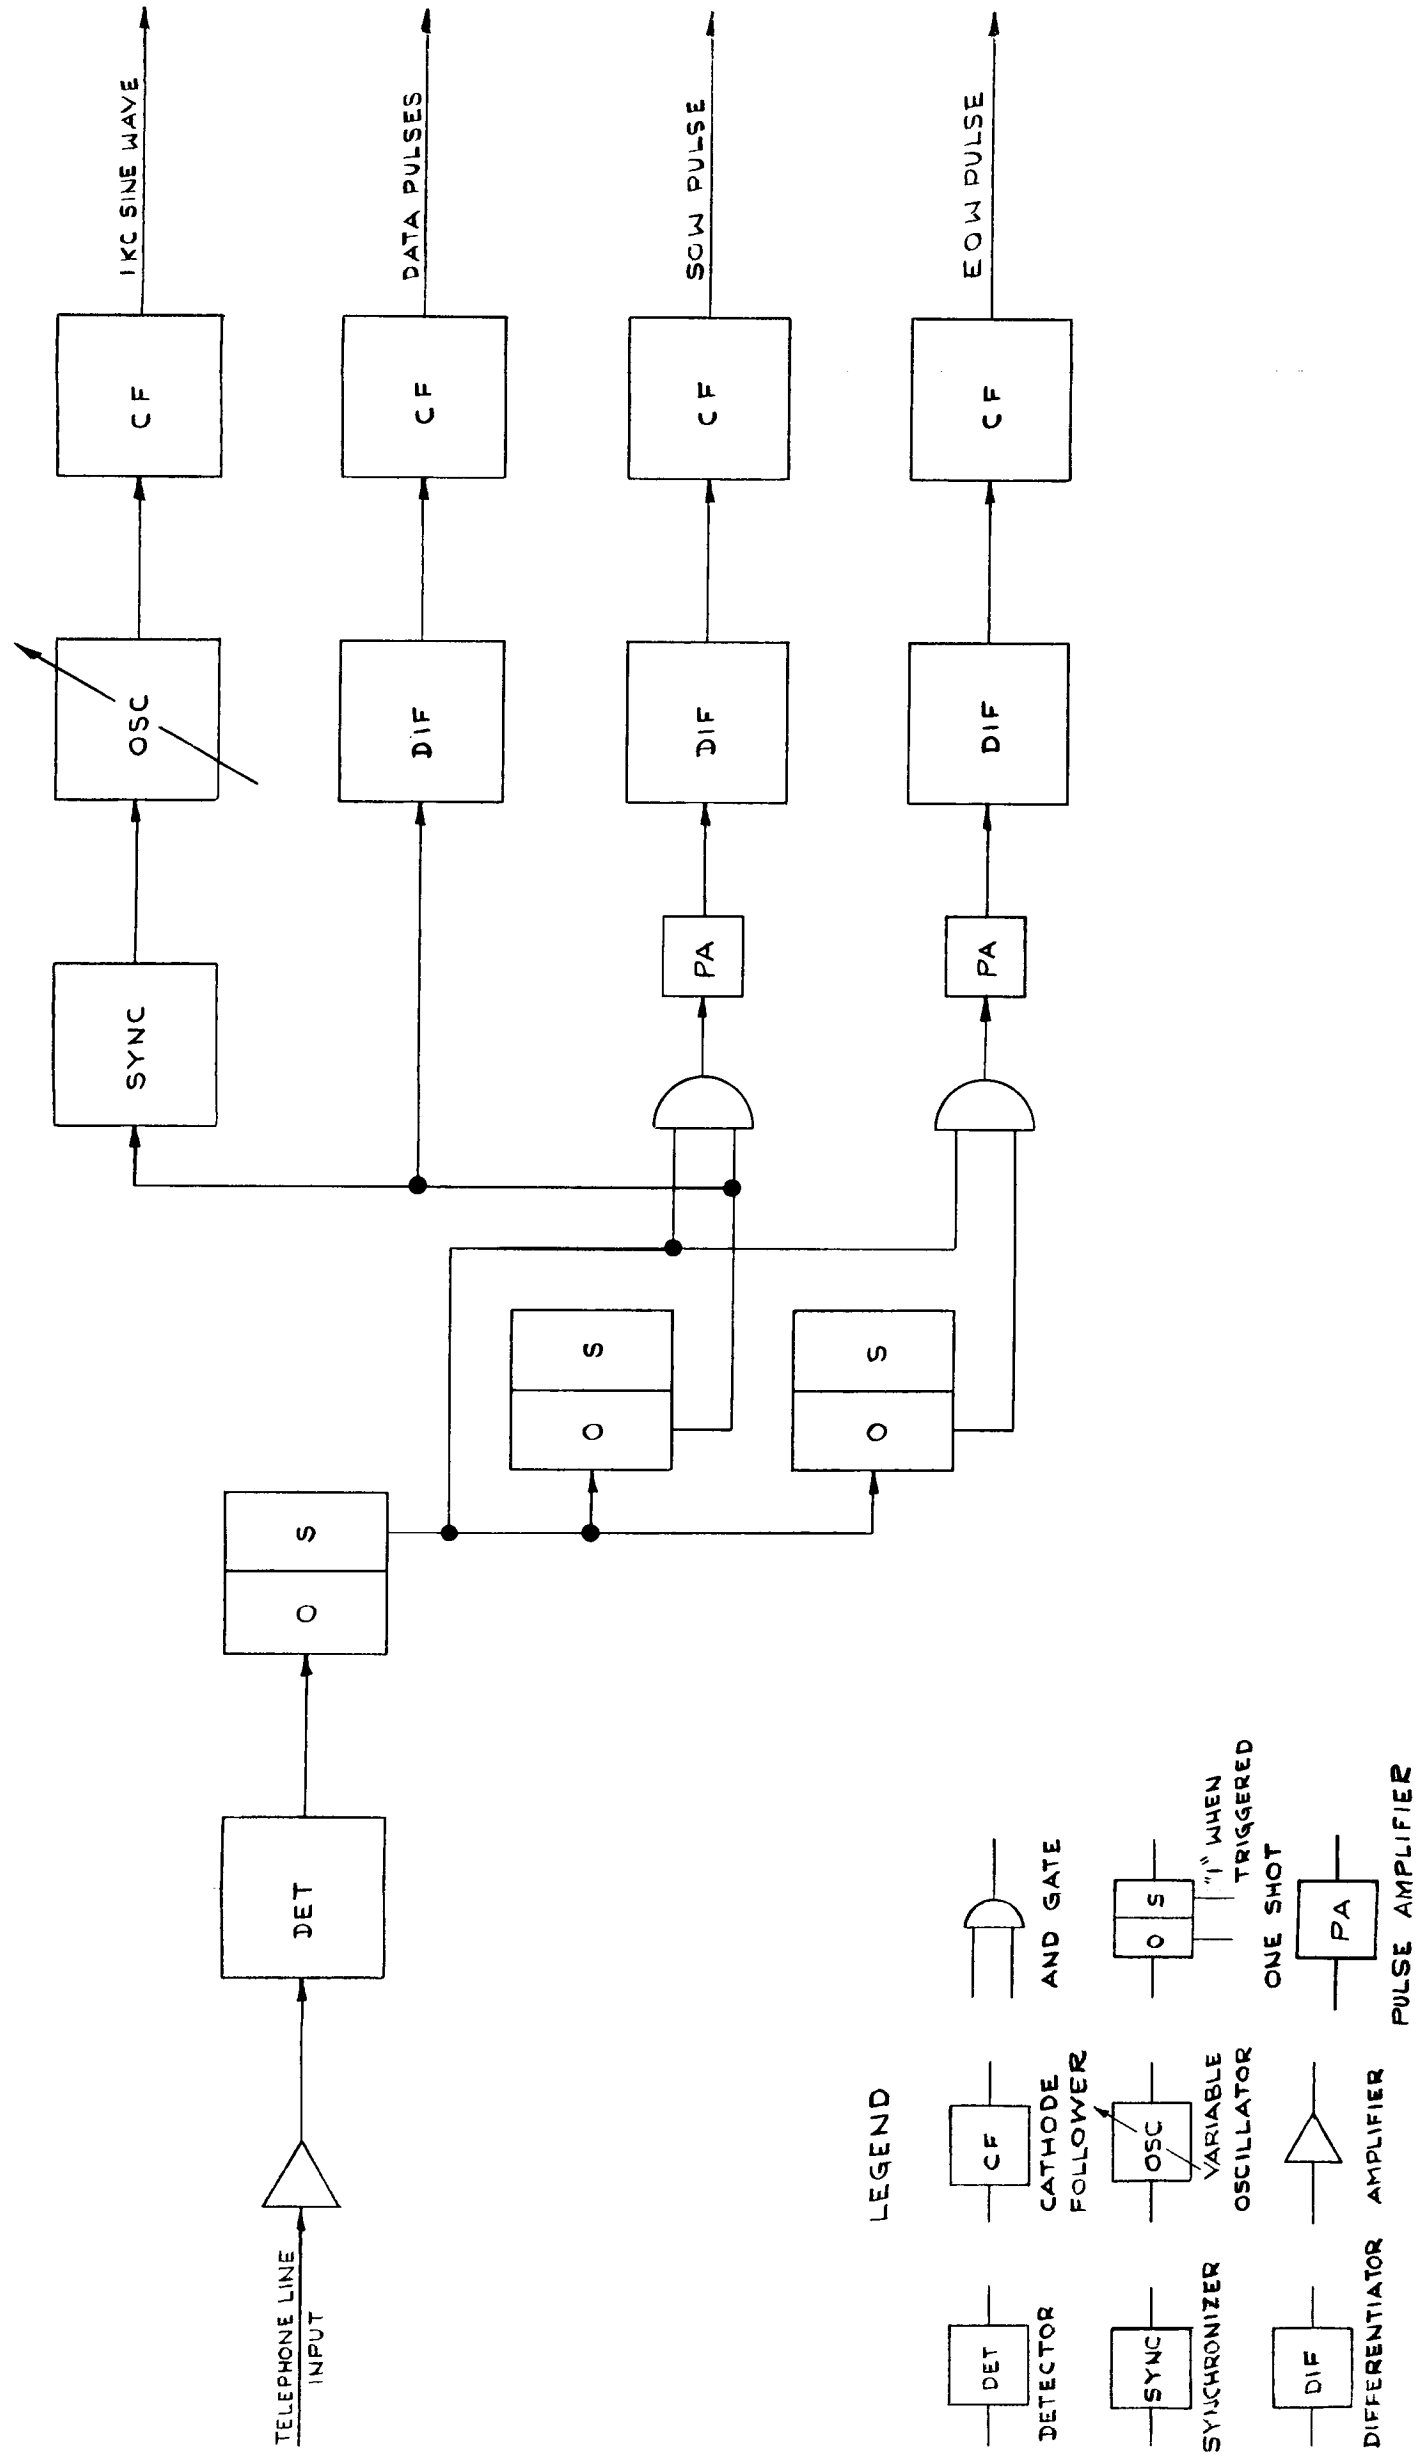 TELEPHONE LINE
INPUT
DET
O S
O S
O S
SYNC
OSC
CF
1KC SINE WAVE
DIF
CF
DATA PULSES
PA
DIF
CF
SOW PULSE
PA
DIF
CF
EOW PULSE
LEGEND
DET
DETECTOR
CF
CATHODE
FOLLOWER
AND GATE
SYNC
SYNCHRONIZER
OSC
VARIABLE
OSCILLATOR
O S
"1" WHEN
TRIGGERED
ONE SHOT
DIF
DIFFERENTIATOR
AMPLIFIER
PA
PULSE AMPLIFIER